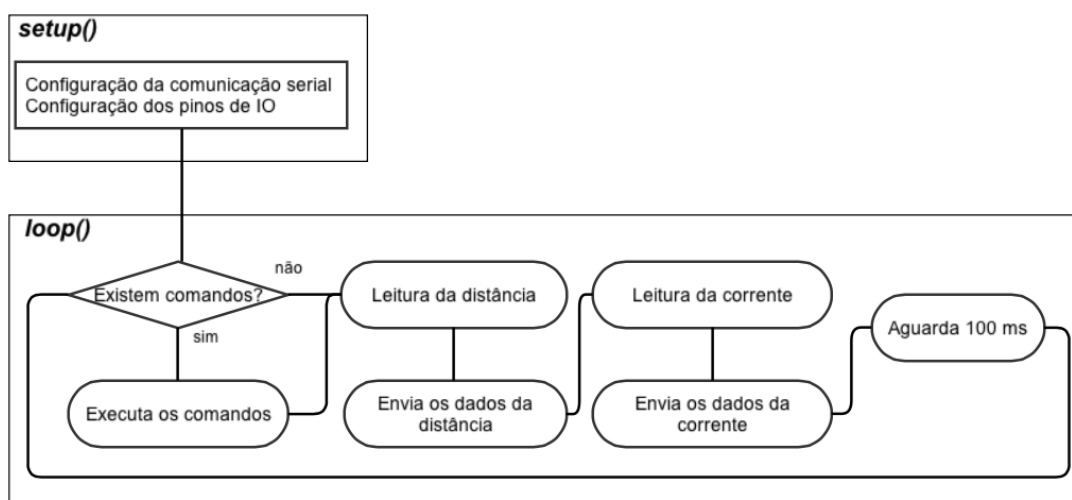 setup()
Configuração da comunicação serial
Configuração dos pinos de IO
loop()
Existem comandos?
não
sim
Executa os comandos
Leitura da distância
Envia os dados da
distância
Leitura da corrente
Envia os dados da
corrente
Aguarda 100 ms